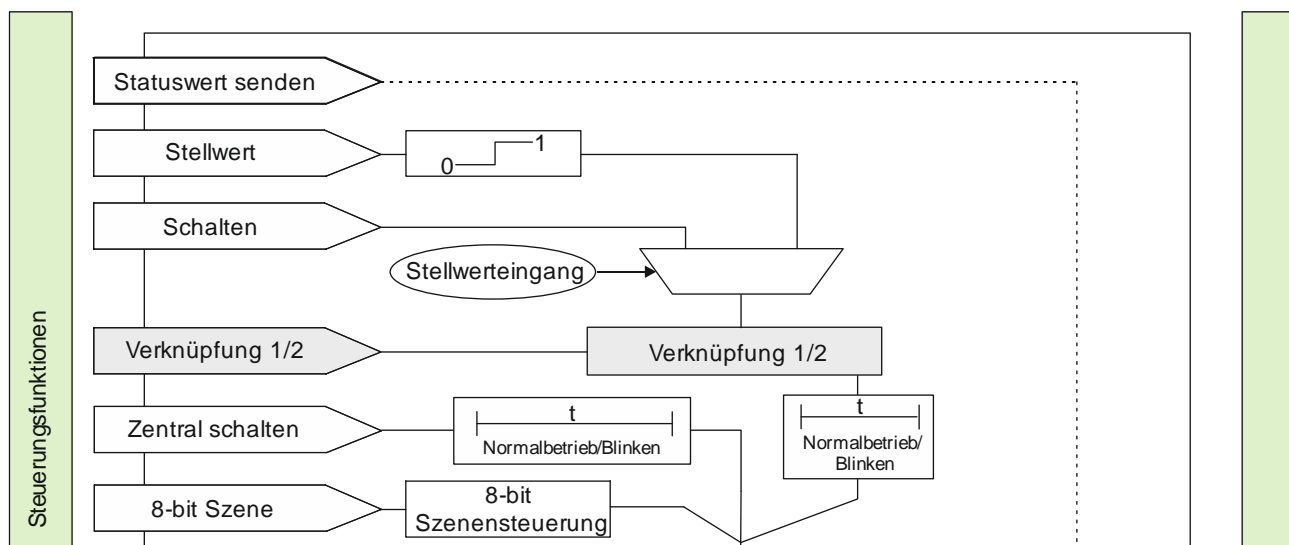 Steuerungsfunktionen
Statuswert senden
Stellwert
0
1
Schalten
Stellwerteingang
Verknüpfung 1/2
Verknüpfung 1/2
Zentral schalten
t
Normalbetrieb/Blinken
t
Normalbetrieb/
Blinken
8-bit Szene
8-bit
Szenensteuerung